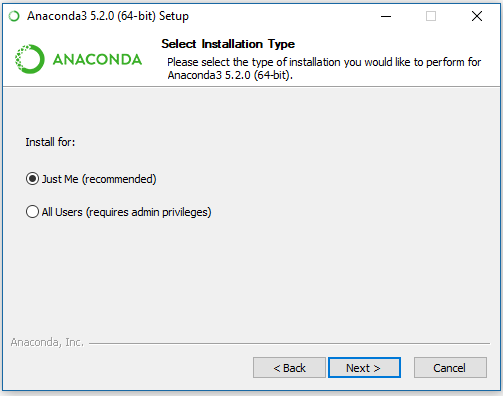 Anaconda3 5.2.0 (64-bit) Setup
ANACONDA
Select Installation Type
Please select the type of installation you would like to perform for
Anaconda3 5.2.0 (64-bit).
Install for:
Just Me (recommended)
All Users (requires admin privileges)
Anaconda, Inc.
< Back
Next >
Cancel